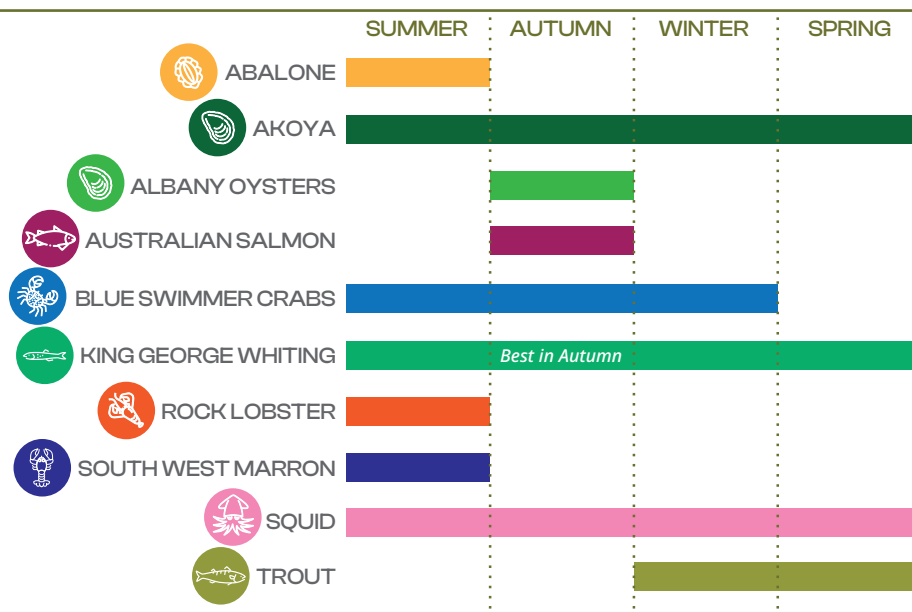 SUMMER AUTUMN WINTER SPRING
ABALONE
AKOYA
ALBANY OYSTERS
AUSTRALIAN SALMON
BLUE SWIMMER CRABS
KING GEORGE WHITING Best in Autumn
ROCK LOBSTER
SOUTH WEST MARRON
SQUID
TROUT